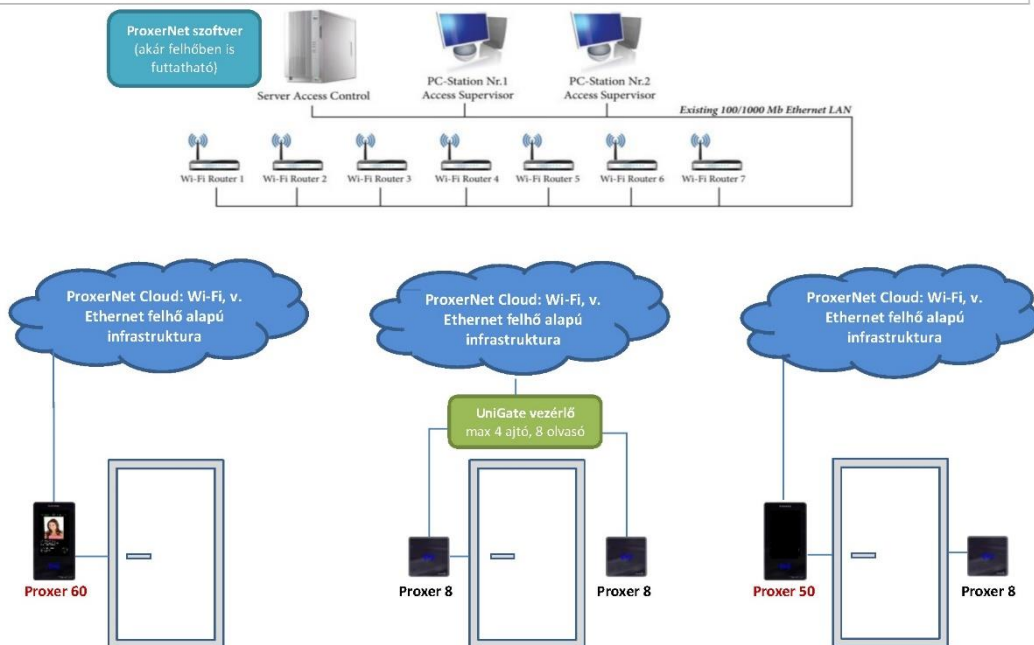 ProxerNet szoftver
(akár felhőben is
futtatható)
Server Access Control
PC-Station Nr.1
Access Supervisor
PC-Station Nr.2
Access Supervisor
Existing 100/1000 Mb Ethernet LAN
Wi-Fi Router 1
Wi-Fi Router 2
Wi-Fi Router 3
Wi-Fi Router 4
Wi-Fi Router 5
Wi-Fi Router 6
Wi-Fi Router 7
ProxerNet Cloud: Wi-Fi, v.
Ethernet felhő alapú
infrastruktura
ProxerNet Cloud: Wi-Fi, v.
Ethernet felhő alapú
infrastruktura
ProxerNet Cloud: Wi-Fi, v.
Ethernet felhő alapú
infrastruktura
UniGate vezérlő
max 4 ajtó, 8 olvasó
Proxer 60
Proxer 8
Proxer 8
Proxer 50
Proxer 8